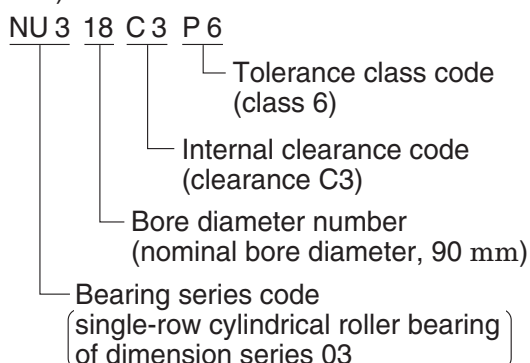 NU 3 18 C 3 P 6
Tolerance class code
(class 6)
Internal clearance code
(clearance C3)
Bore diameter number
(nominal bore diameter, 90 mm)
Bearing series code
single-row cylindrical roller bearing
of dimension series 03